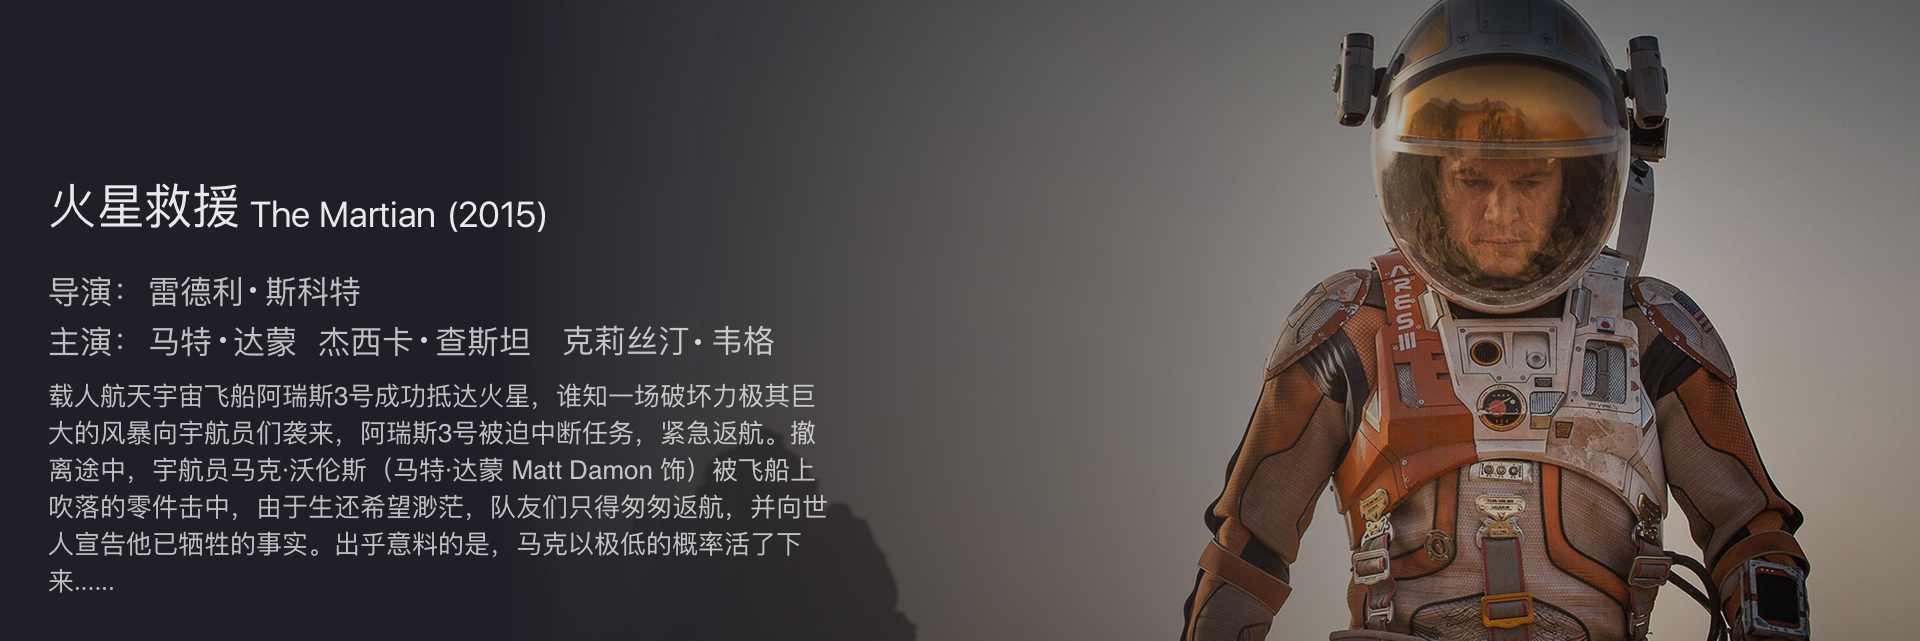 火星救援 The Martian (2015)
导演： 雷德利·斯科特
主演： 马特·达蒙 杰西卡·查斯坦 克莉丝汀·韦格
载人航天宇宙飞船阿瑞斯3号成功抵达火星，谁知一场破坏力极其巨
大的风暴向宇航员们袭来，阿瑞斯3号被迫中断任务，紧急返航。撤
离途中，宇航员马克·沃伦斯（马特·达蒙 Matt Damon 饰）被飞船上
吹落的零件击中，由于生还希望渺茫，队友们只得匆匆返航，并向世
人宣告他已牺牲的事实。出乎意料的是，马克以极低的概率活了下
来......
ARES III